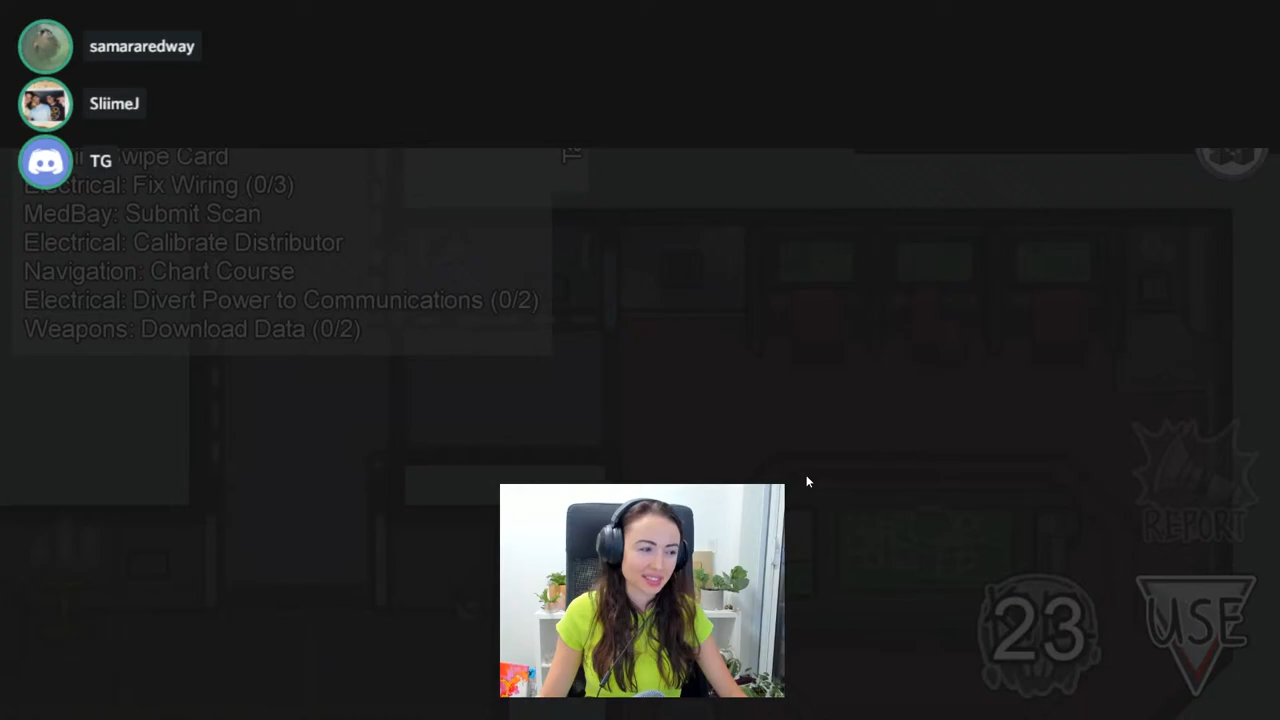 samararedway
SliimeJ
TG
wipe Card
Electrical: Fix Wiring (0/3)
MedBay: Submit Scan
Electrical: Calibrate Distributor
Navigation: Chart Course
Electrical: Divert Power to Communications (0/2)
Weapons: Download Data (0/2)
REPORT
23
USE